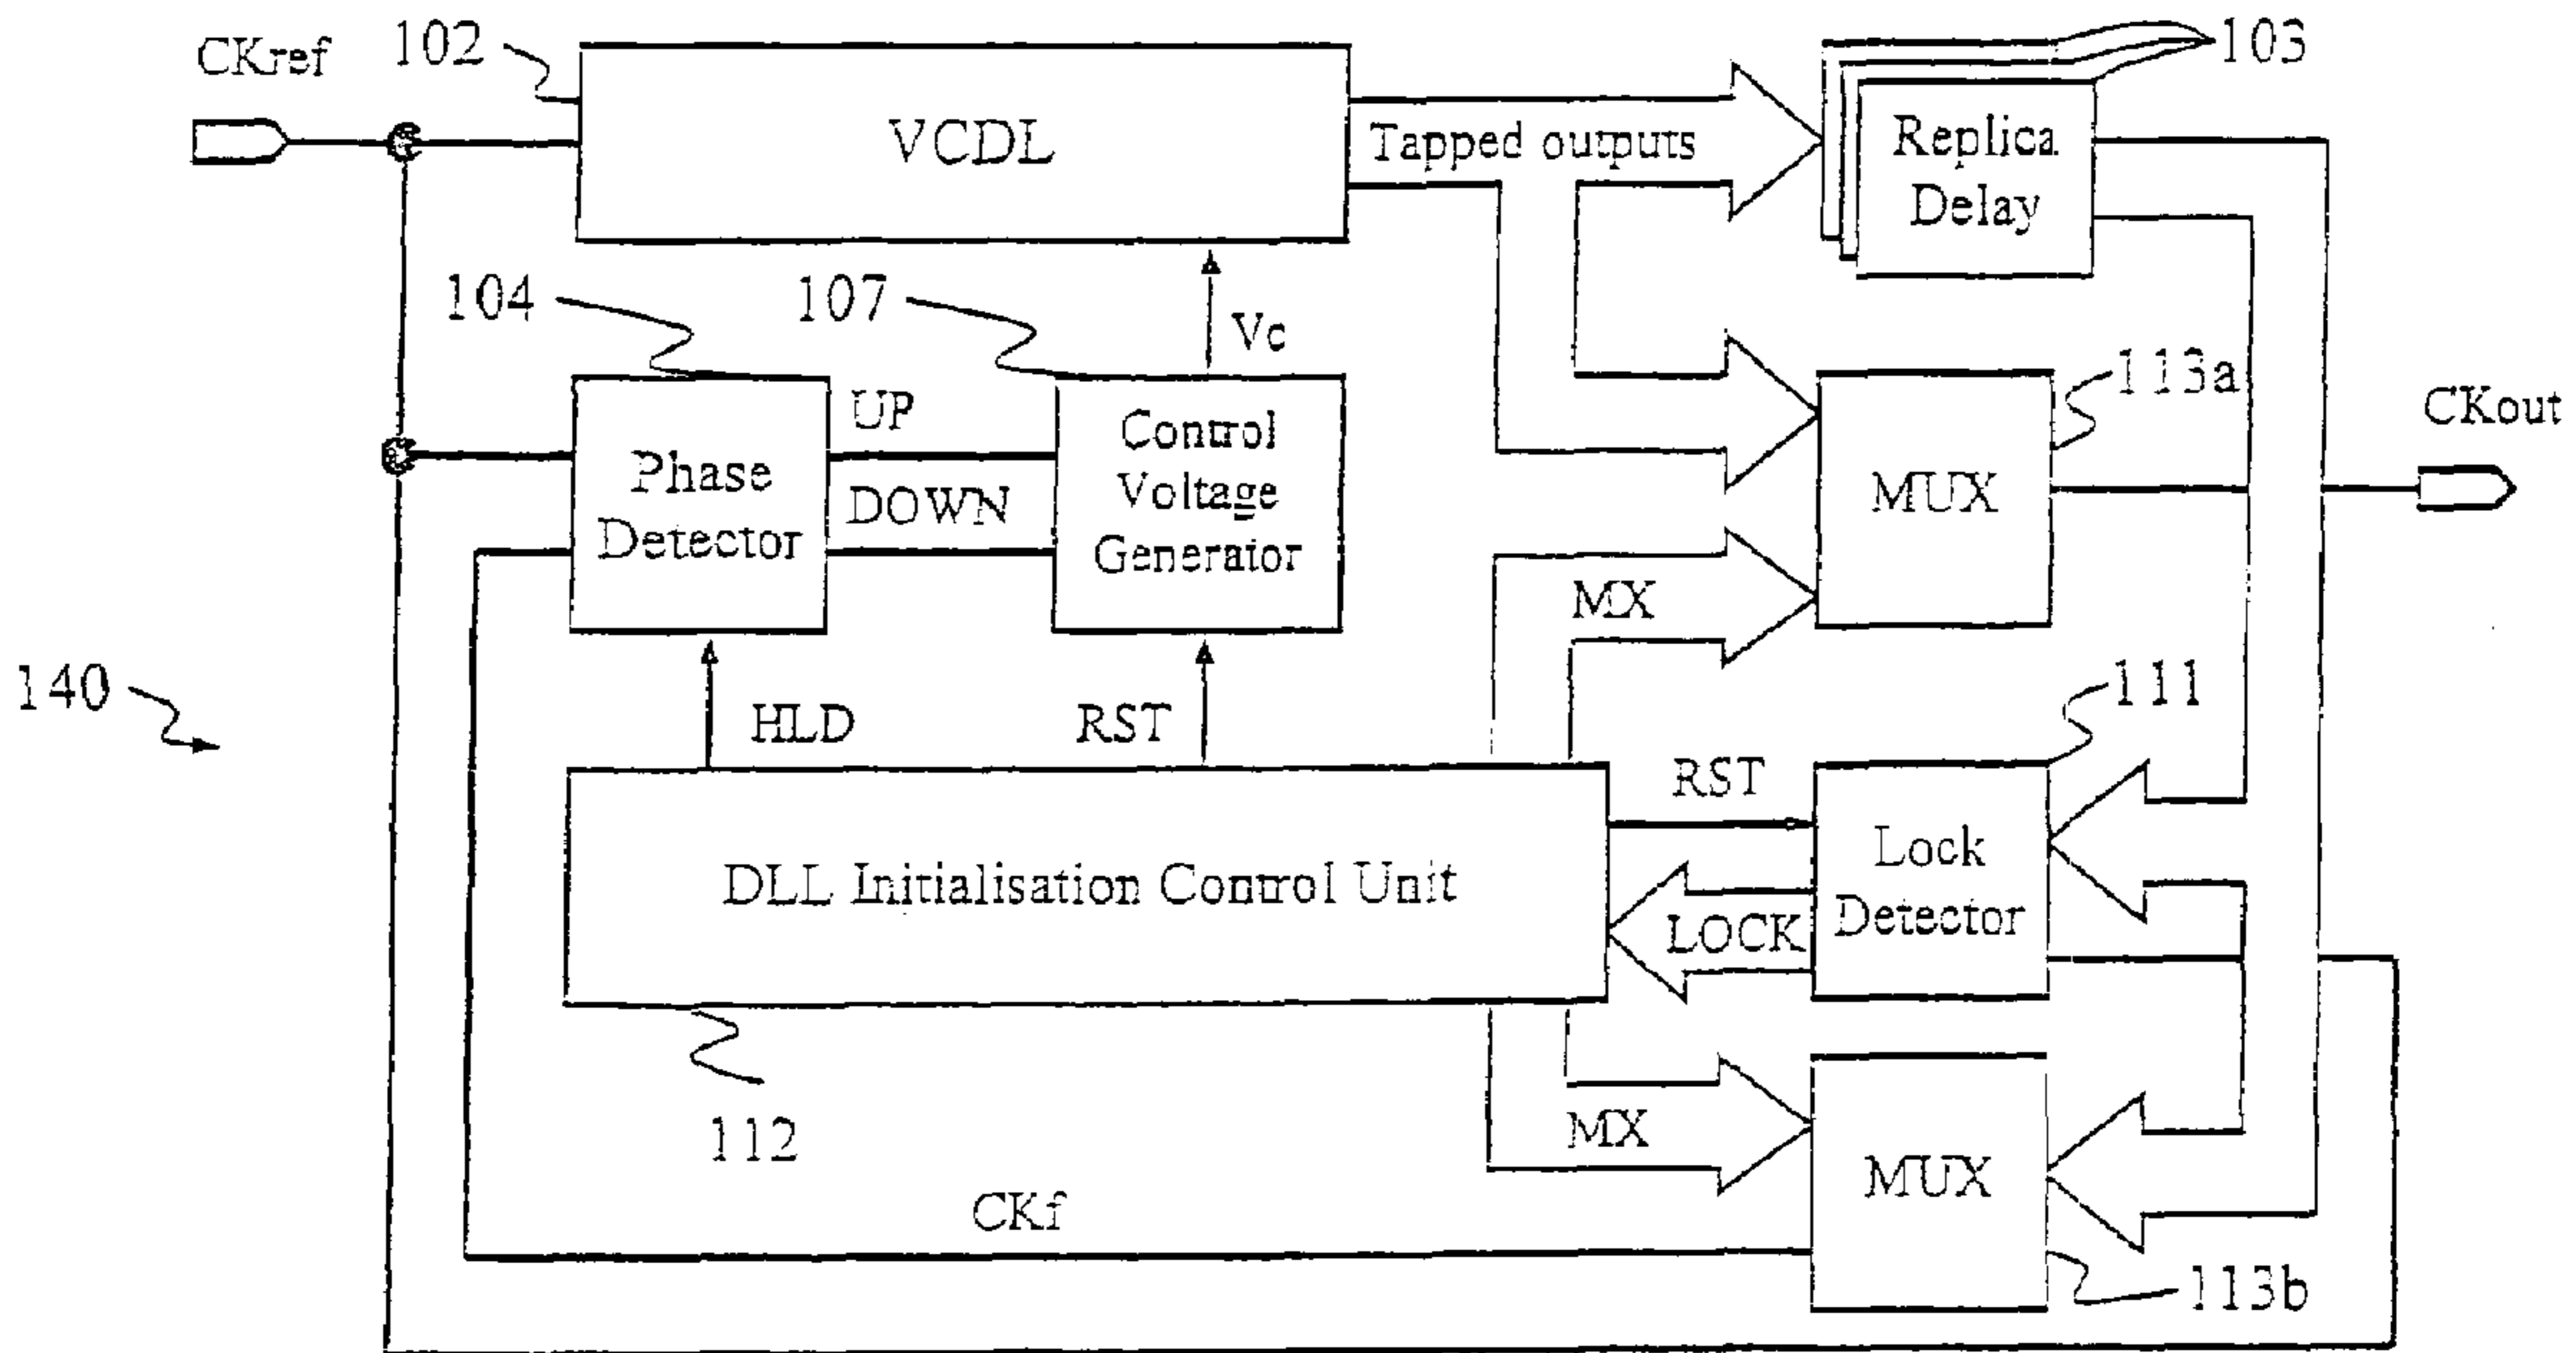 CKref
102
VCDL
Tapped outputs
103
Replica
Delay
104
107
Vc
113a
CKout
Phase
Detector
UP
DOWN
Control
Voltage
Generator
MUX
MX
140
HLD
RST
111
RST
DLL Initialisation Control Unit
LOCK
Lock
Detector
112
MX
MUX
CKf
113b